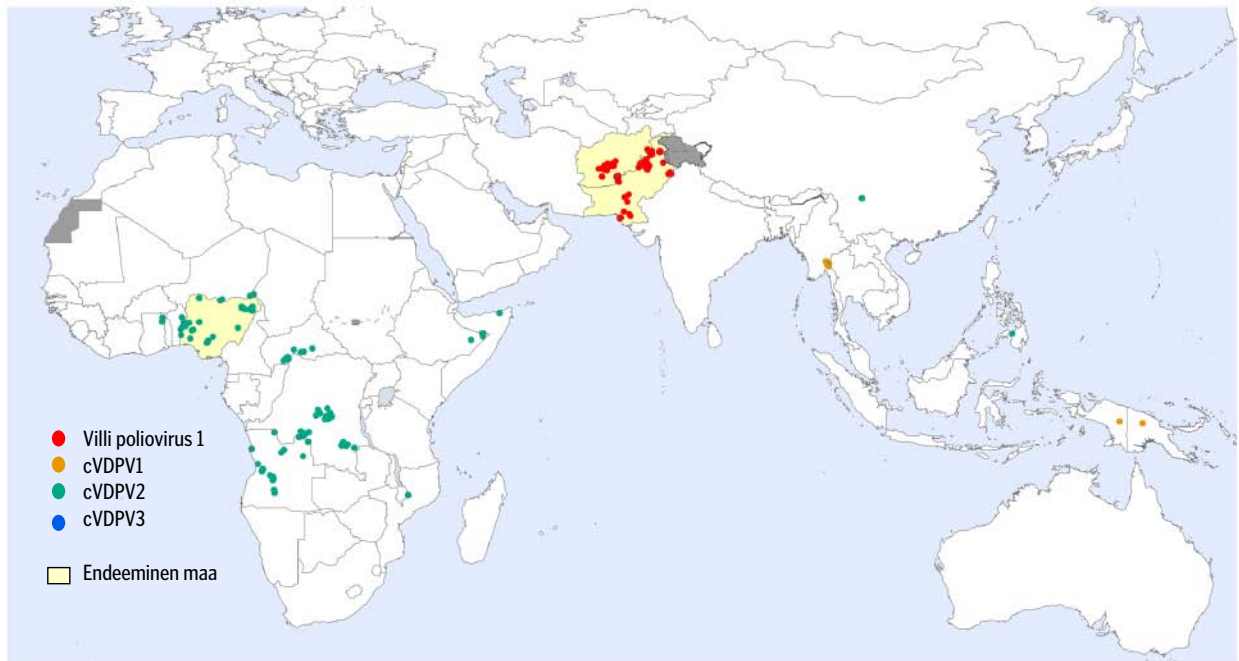 Villi poliovirus 1
cVDPV1
cVDPV2
cVDPV3
Endeeminen maa